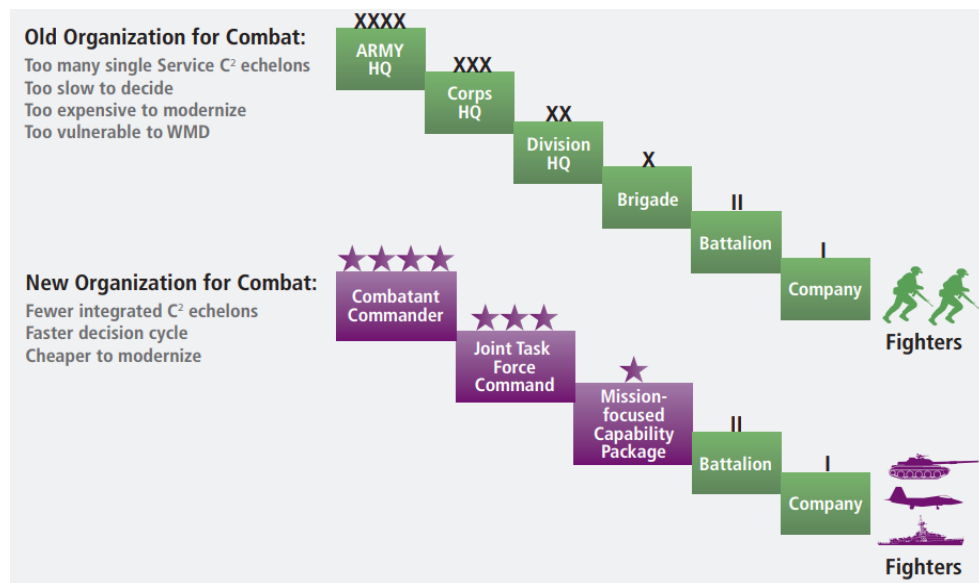 Old Organization for Combat:
Too many single Service C² echelons
Too slow to decide
Too expensive to modernize
Too vulnerable to WMD
XXXX
ARMY
HQ
XXX
Corps
HQ
XX
Division
HQ
X
Brigade
II
Battalion
I
Company
Fighters
New Organization for Combat:
Fewer integrated C² echelons
Faster decision cycle
Cheaper to modernize
Combatant
Commander
Joint Task
Force
Command
Mission-
focused
Capability
Package
II
Battalion
I
Company
Fighters